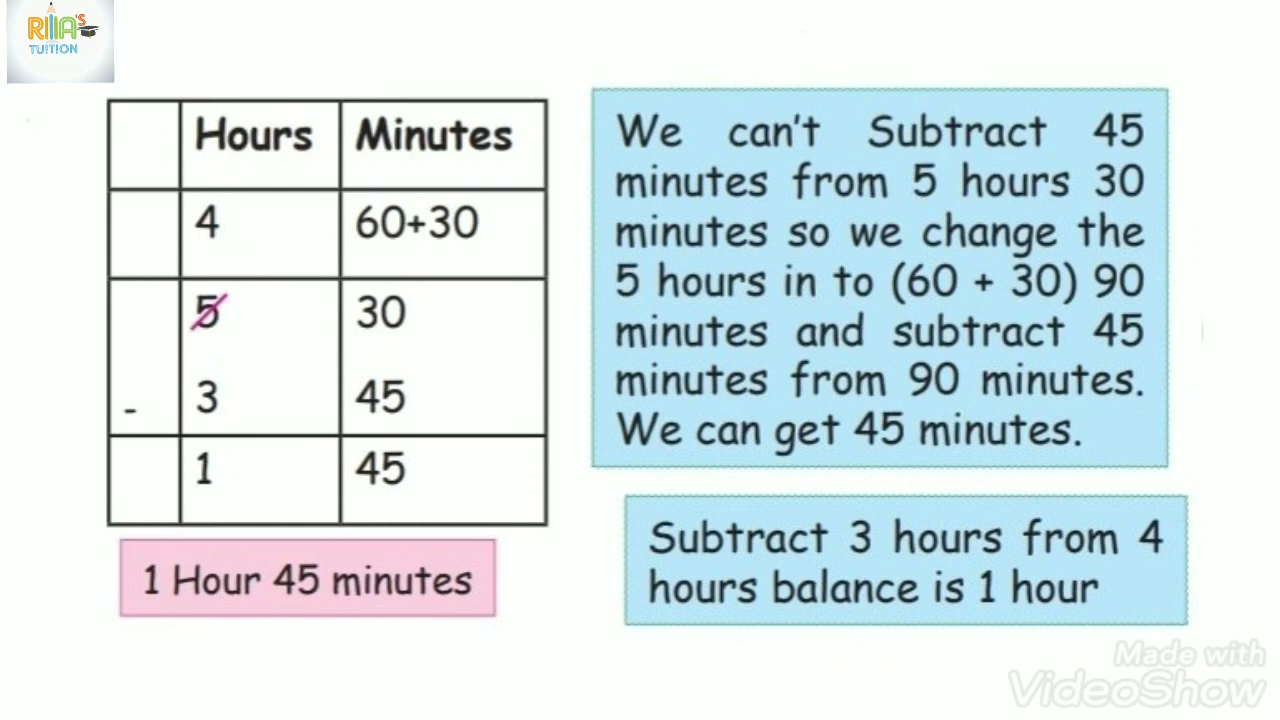 RIIA'S
TUITION
Hours Minutes
4 60+30
5 30
- 3 45
1 45
1 Hour 45 minutes
We can't Subtract 45
minutes from 5 hours 30
minutes so we change the
5 hours in to (60 + 30) 90
minutes and subtract 45
minutes from 90 minutes.
We can get 45 minutes.
Subtract 3 hours from 4
hours balance is 1 hour
Made with
VideoShow